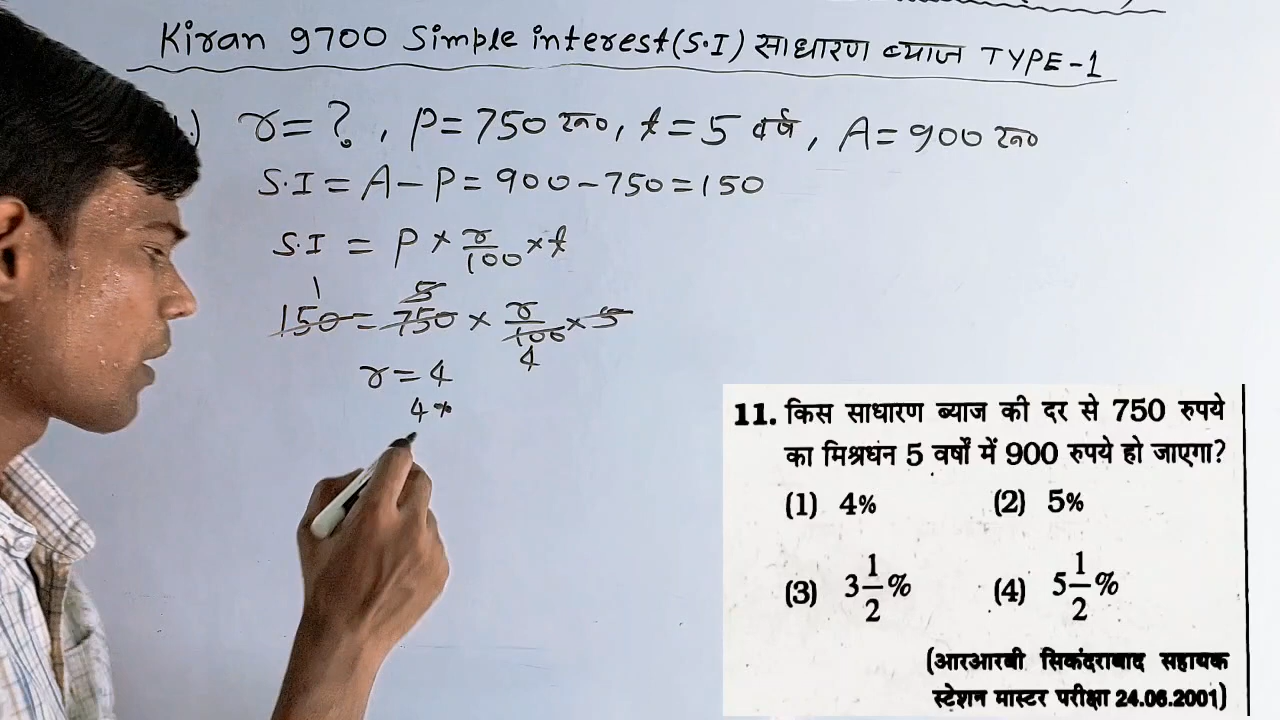 Kiran 9700 Simple interest (S.I) साधारण ब्याज TYPE-1
r = ?, P = 750 रू०, t = 5 वर्ष, A = 900 रू०
S.I = A - P = 900 - 750 = 150
S.I = P × r/100 × t
1 5
150 = 750 × r/100 × 5
4
r = 4
4%
11. किस साधारण ब्याज की दर से 750 रुपये
का मिश्रधन 5 वर्षों में 900 रुपये हो जाएगा?
(1) 4% (2) 5%
(3) 3 1/2 % (4) 5 1/2 %
(आरआरबी सिकंदराबाद सहायक
स्टेशन मास्टर परीक्षा 24.06.2001)